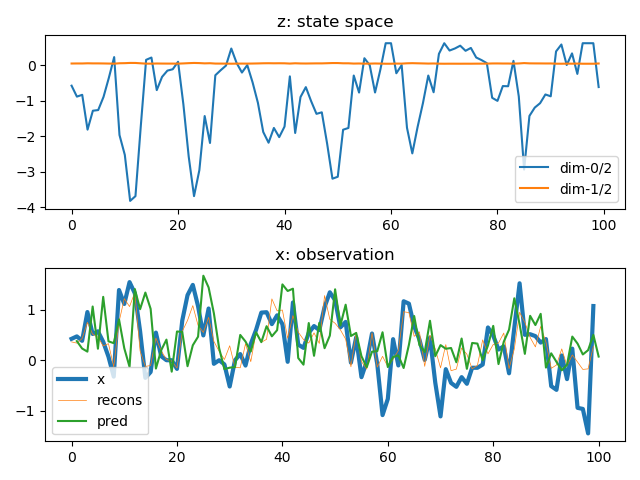 z: state space
0
−1
−2
−3
−4
dim-0/2
dim-1/2
0
20
40
60
80
100
x: observation
1
0
−1
x
recons
pred
0
20
40
60
80
100